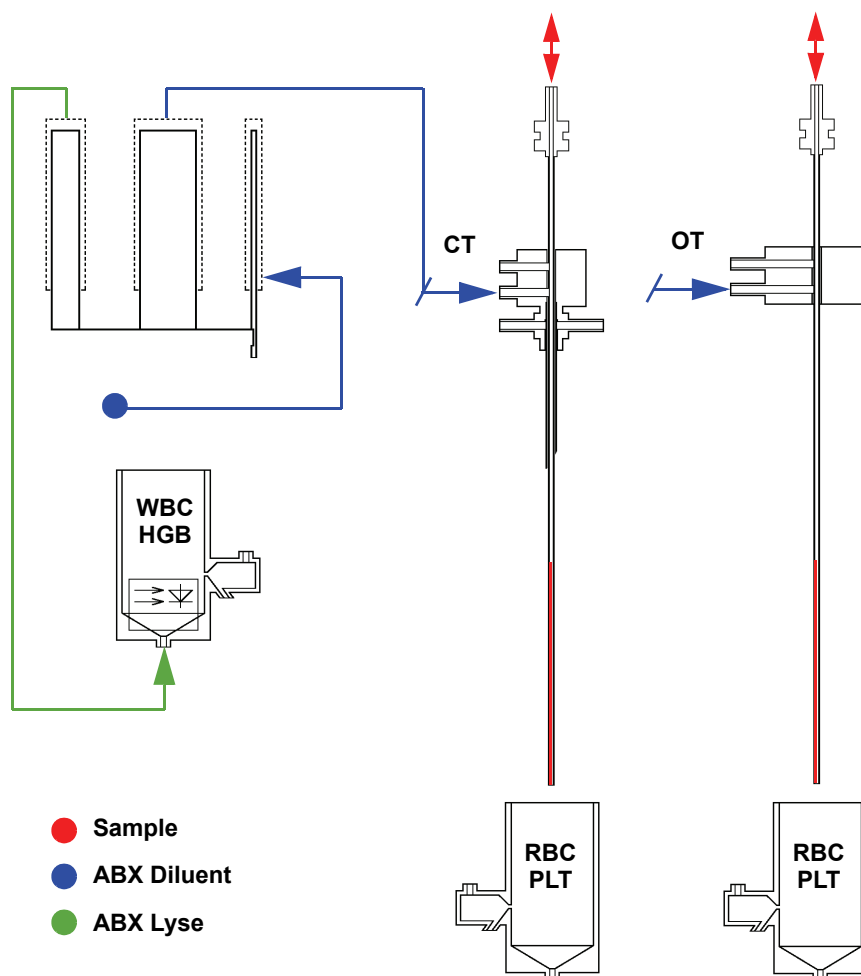 CT
OT
WBC
HGB
Sample
ABX Diluent
ABX Lyse
RBC
PLT
RBC
PLT